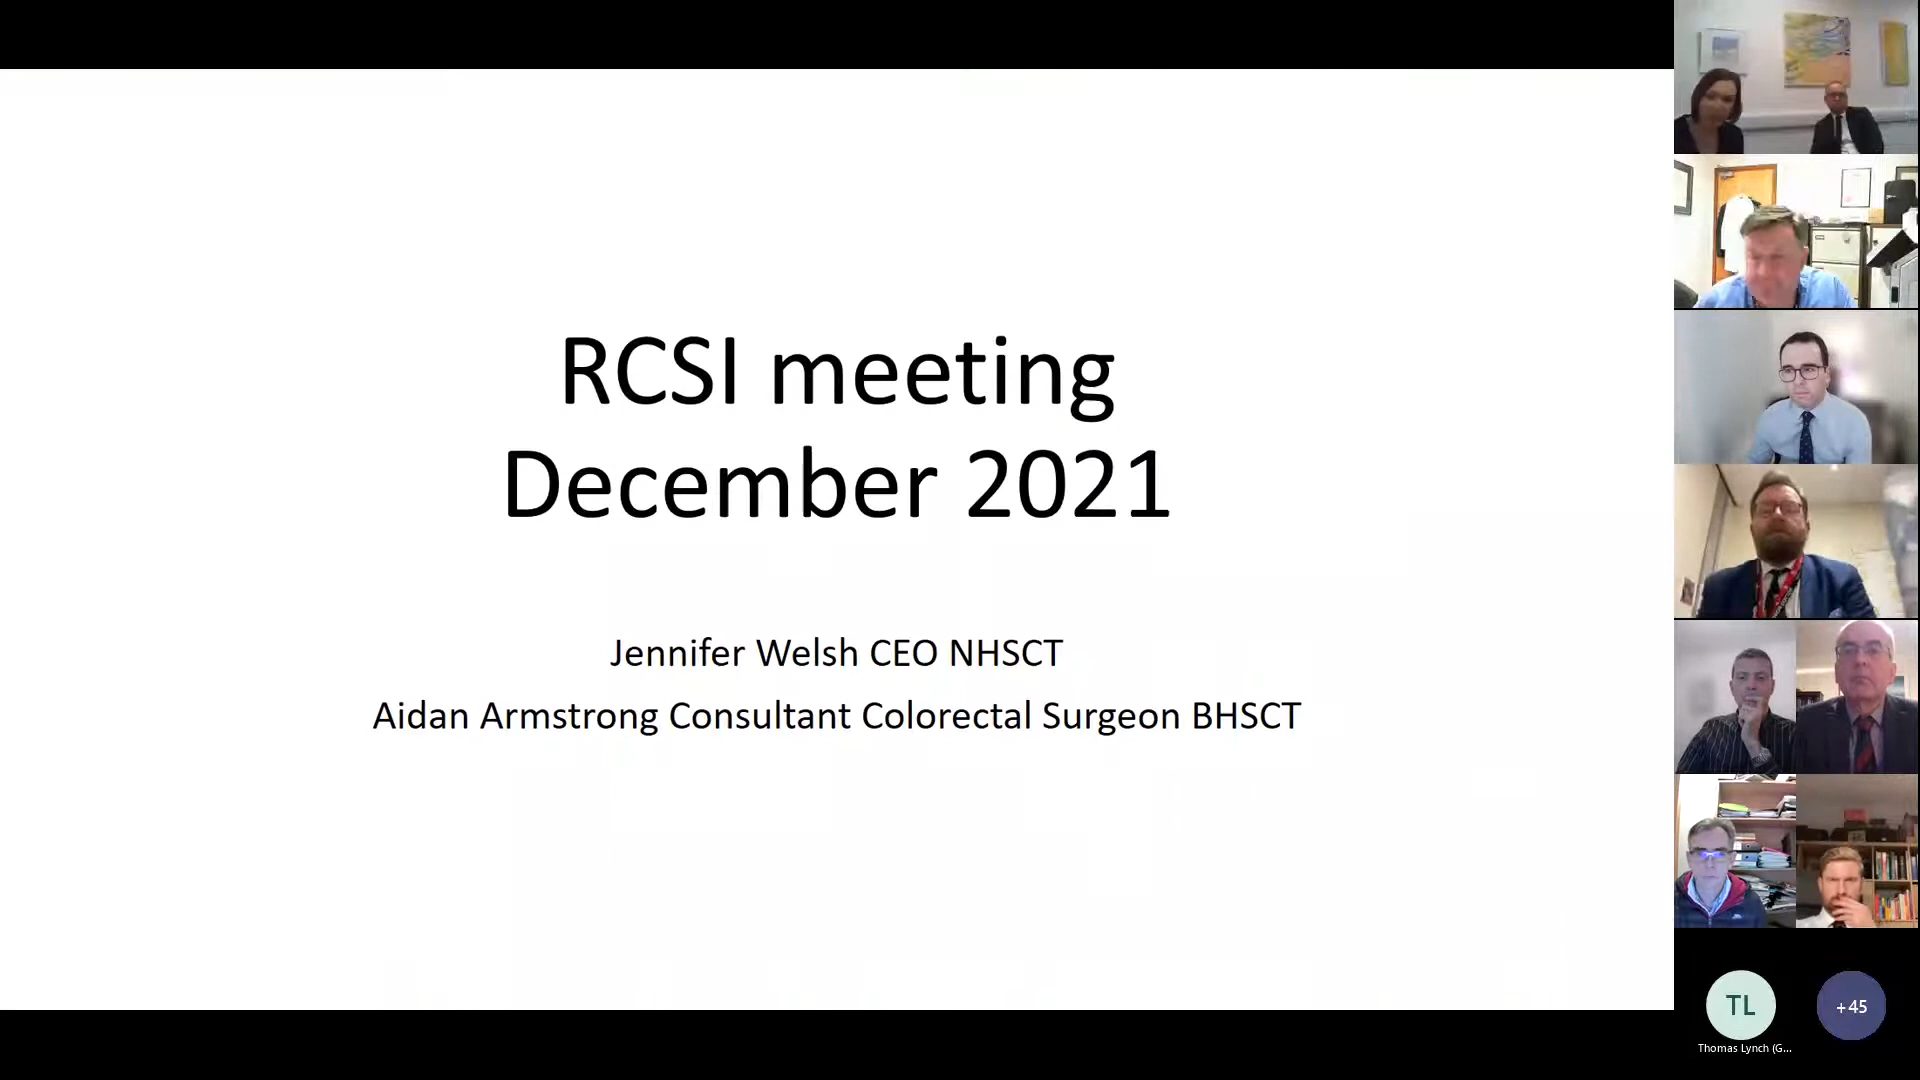 RCSI meeting
December 2021
Jennifer Welsh CEO NHSCT
Aidan Armstrong Consultant Colorectal Surgeon BHSCT
TL
+45
Thomas Lynch (G...